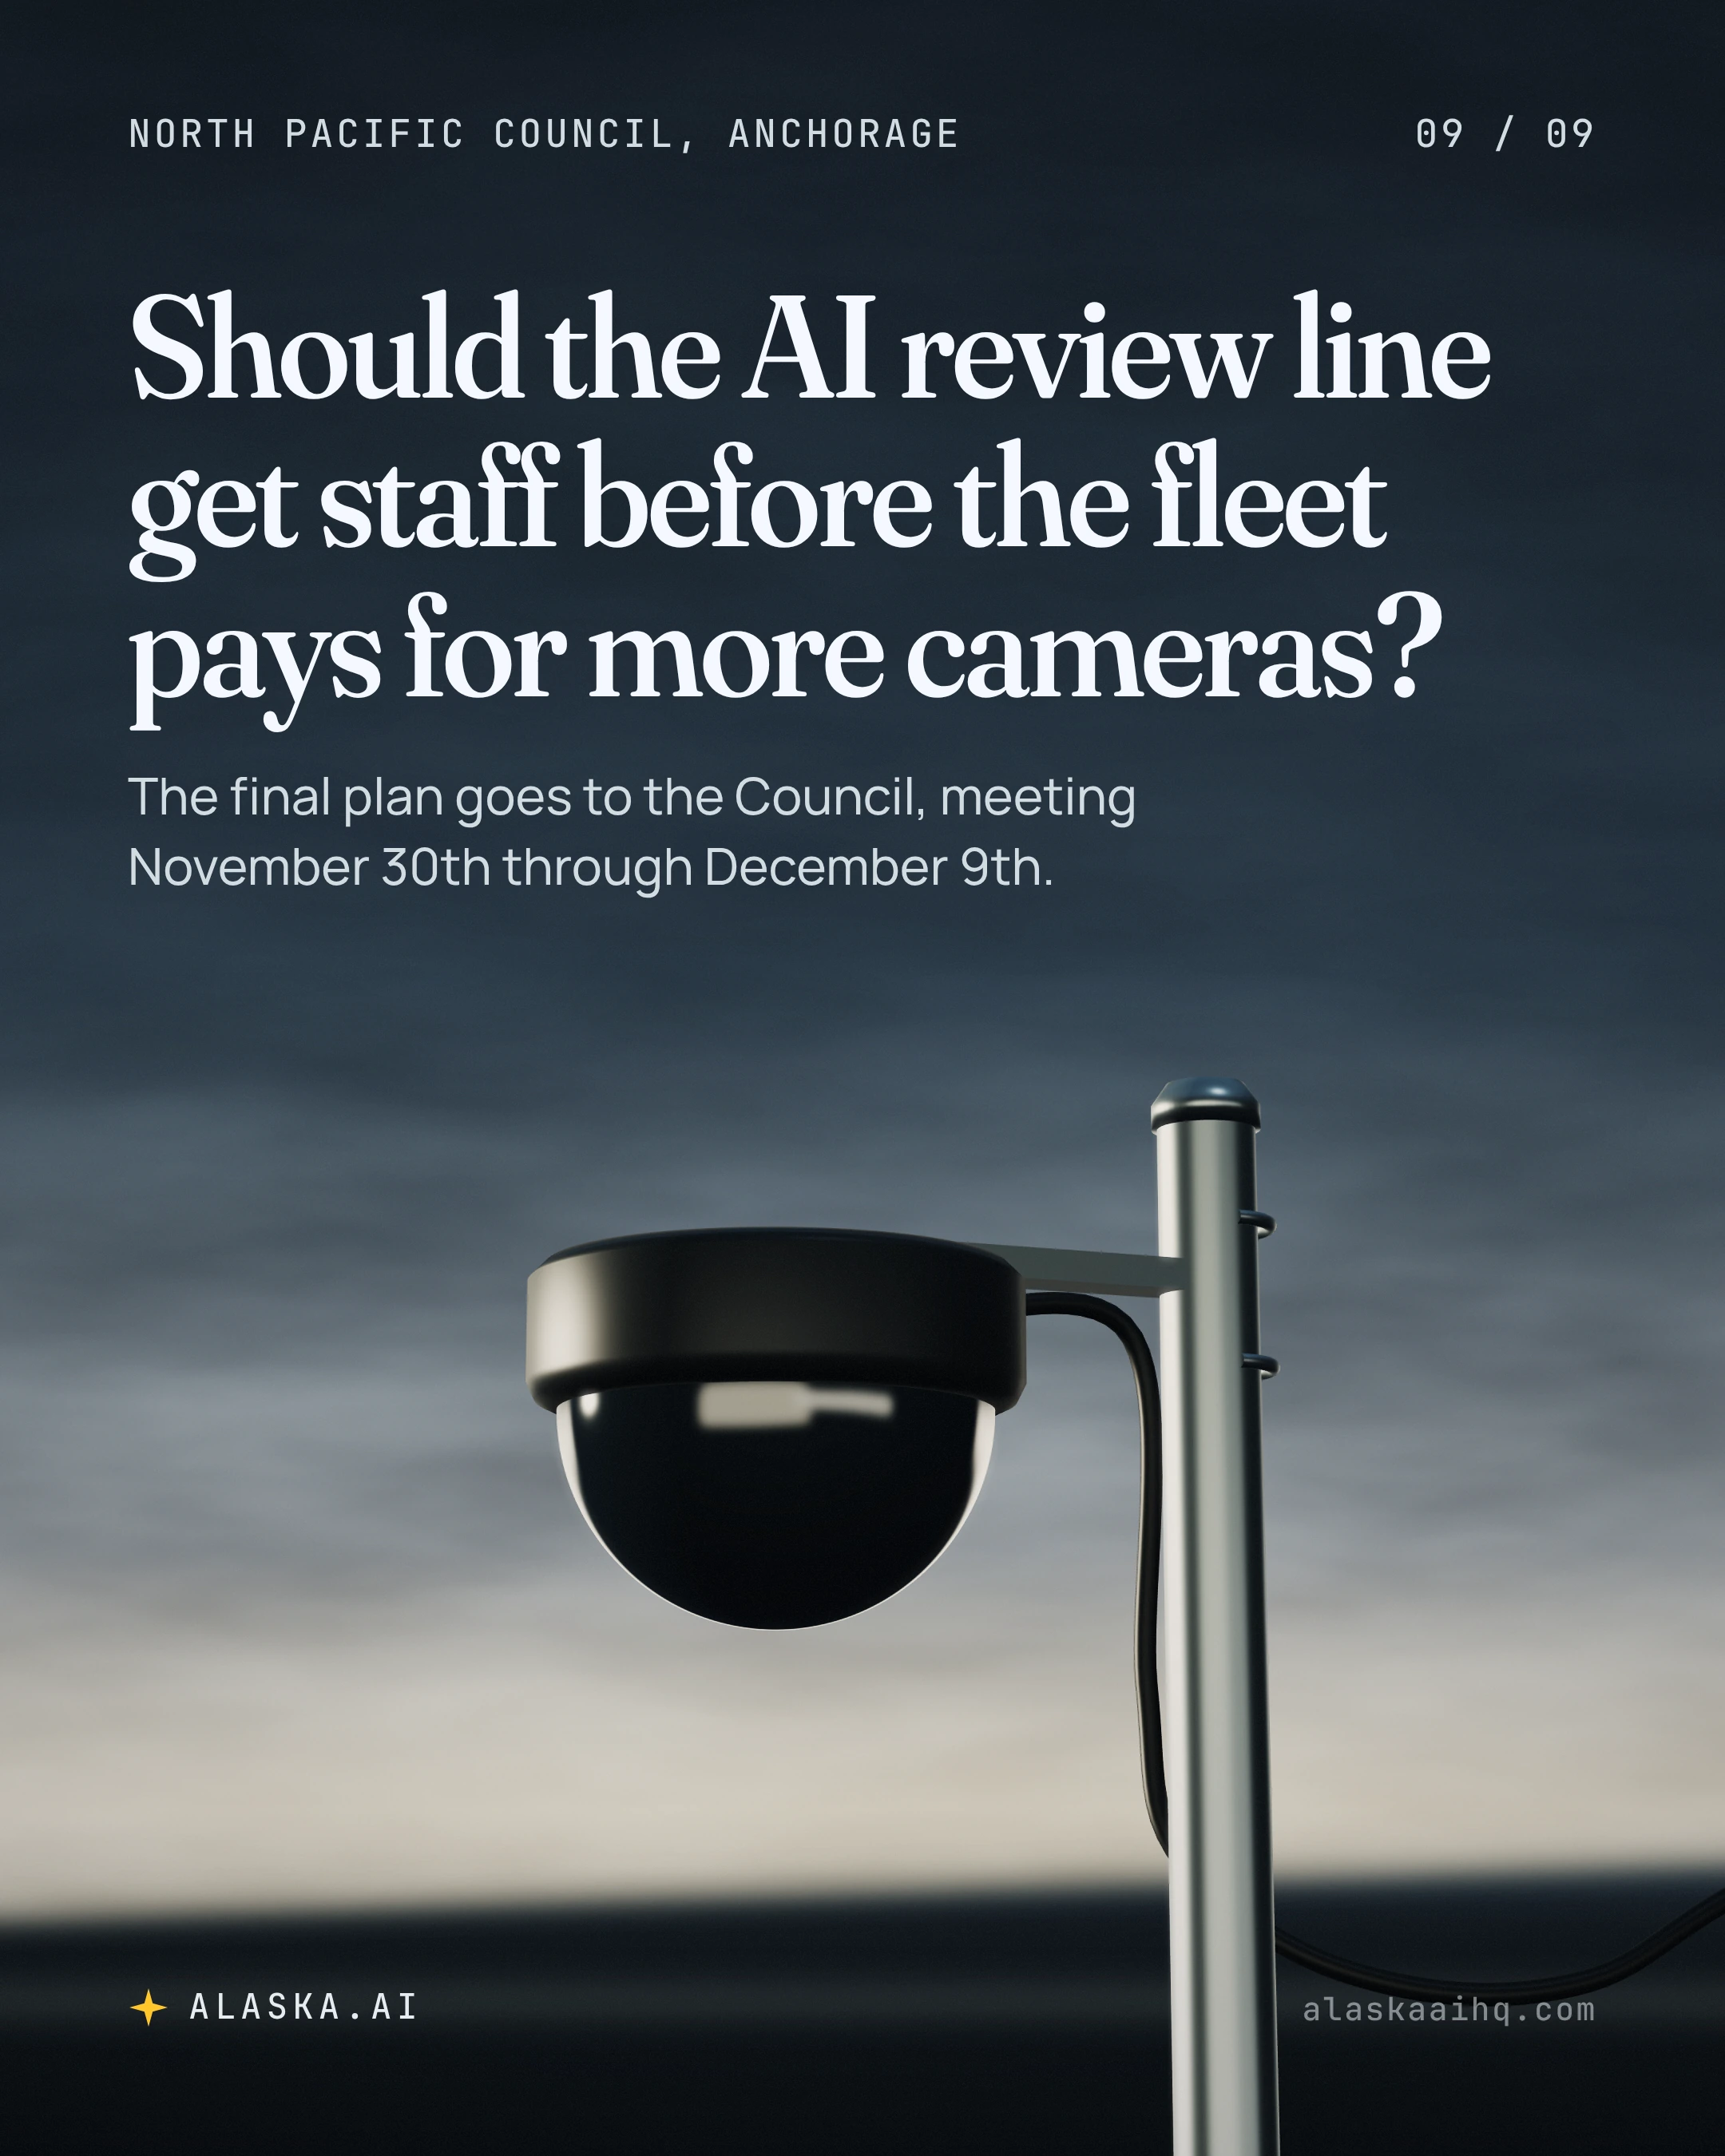 NORTH PACIFIC COUNCIL, ANCHORAGE
09 / 09
Should the AI review line
get staff before the fleet
pays for more cameras?
The final plan goes to the Council, meeting
November 30th through December 9th.
ALASKA.AI
alaskaaihq.com